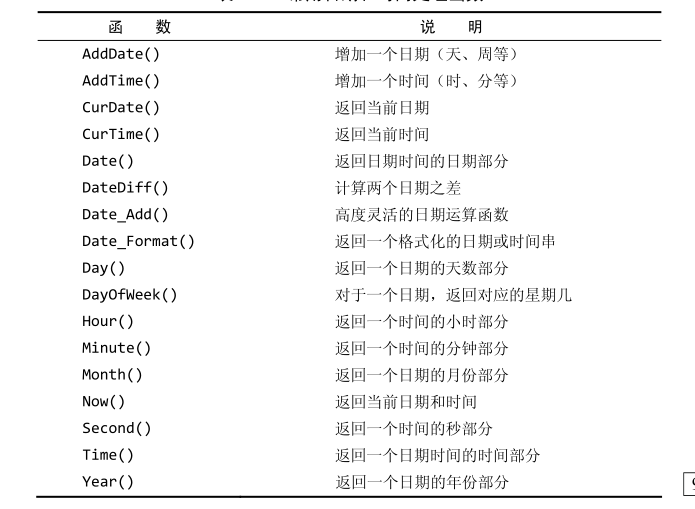 函 数 说 明
AddDate() 增加一个日期（天、周等）
AddTime() 增加一个时间（时、分等）
CurDate() 返回当前日期
CurTime() 返回当前时间
Date() 返回日期时间的日期部分
DateDiff() 计算两个日期之差
Date_Add() 高度灵活的日期运算函数
Date_Format() 返回一个格式化的日期或时间串
Day() 返回一个日期的天数部分
DayOfWeek() 对于一个日期，返回对应的星期几
Hour() 返回一个时间的小时部分
Minute() 返回一个时间的分钟部分
Month() 返回一个日期的月份部分
Now() 返回当前日期和时间
Second() 返回一个时间的秒部分
Time() 返回一个日期时间的时间部分
Year() 返回一个日期的年份部分